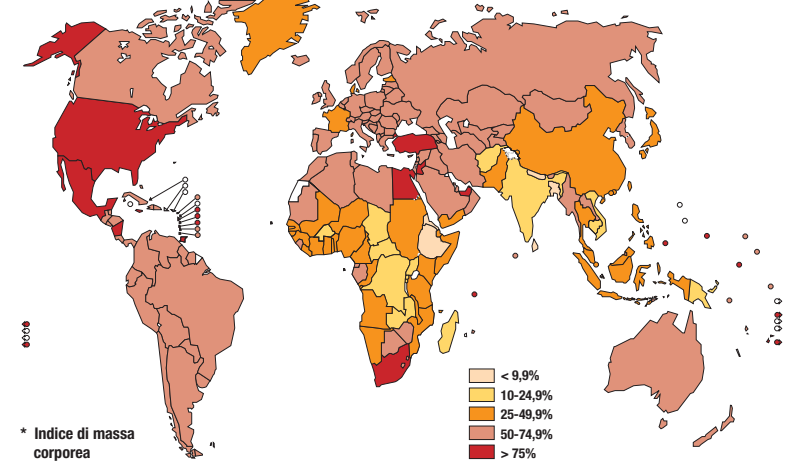 < 9,9%
10-24,9%
25-49,9%
50-74,9%
> 75%
* Indice di massa
corporea